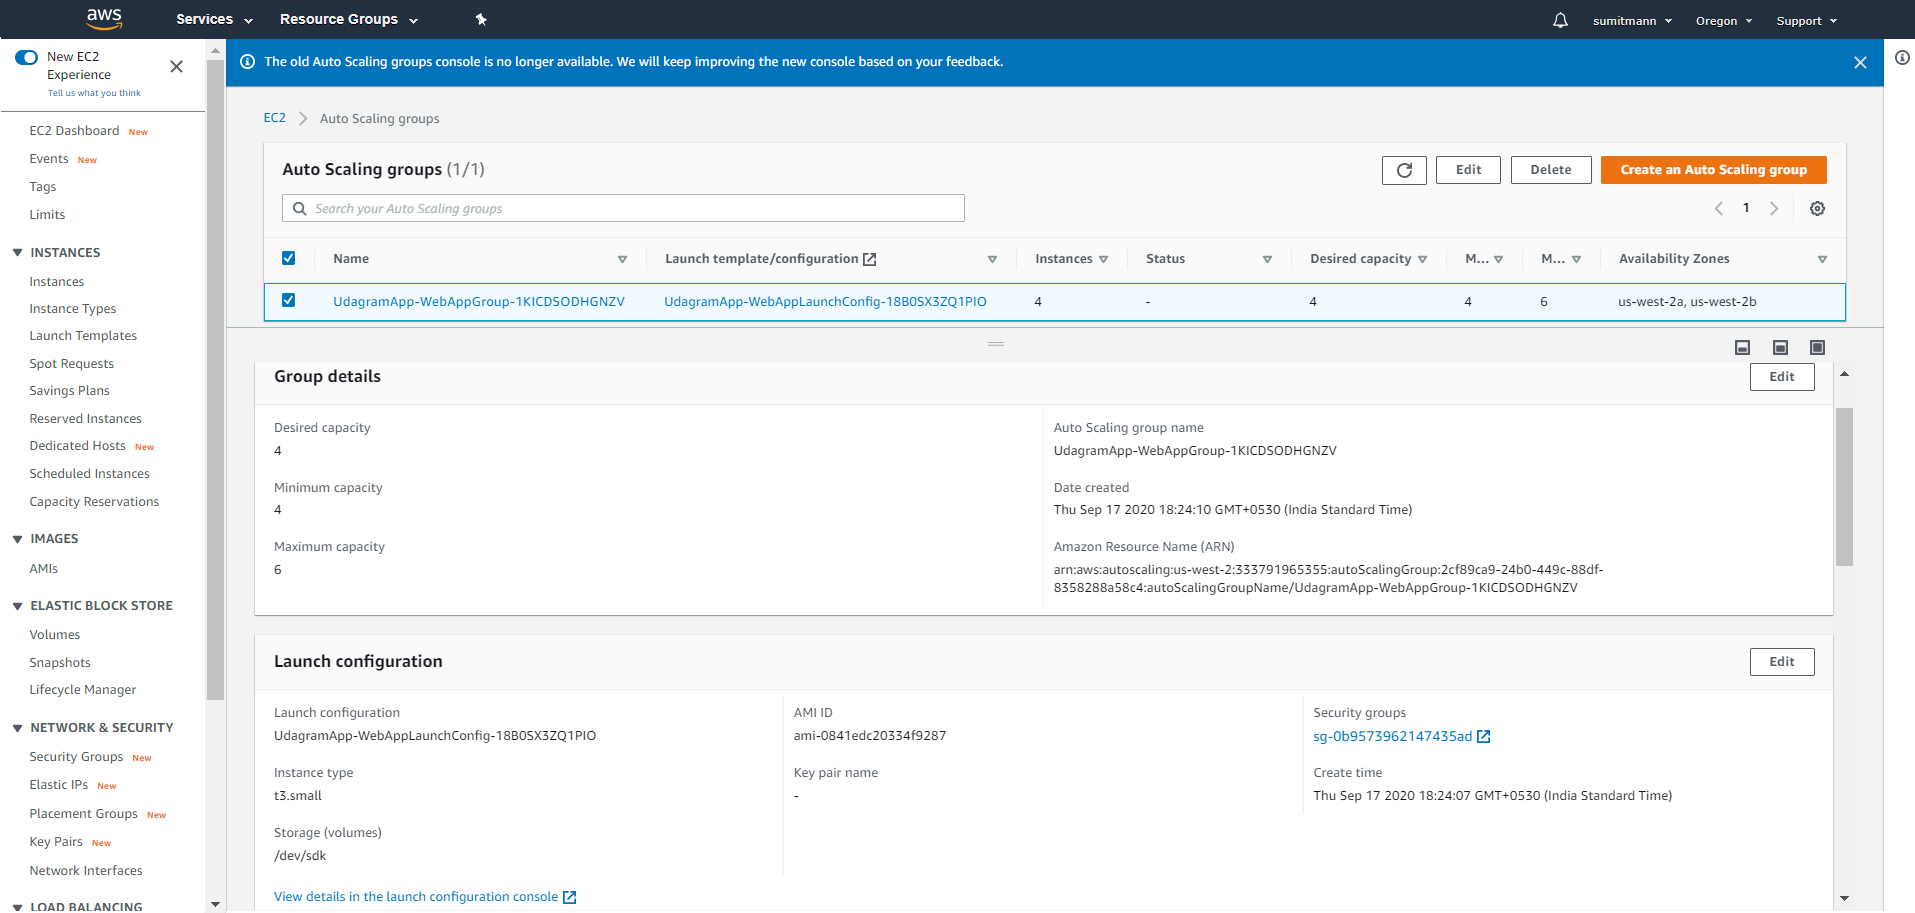 aws Services Resource Groups sumitmann Oregon Support
New EC2
Experience
Tell us what you think
EC2 Dashboard New
Events New
Tags
Limits
INSTANCES
Instances
Instance Types
Launch Templates
Spot Requests
Savings Plans
Reserved Instances
Dedicated Hosts New
Scheduled Instances
Capacity Reservations
IMAGES
AMIs
ELASTIC BLOCK STORE
Volumes
Snapshots
Lifecycle Manager
NETWORK & SECURITY
Security Groups New
Elastic IPs New
Placement Groups New
Key Pairs New
Network Interfaces
LOAD BALANCING
The old Auto Scaling groups console is no longer available. We will keep improving the new console based on your feedback.
EC2 Auto Scaling groups
Auto Scaling groups (1/1)
Edit Delete Create an Auto Scaling group
Search your Auto Scaling groups
1
Name Launch template/configuration Instances Status Desired capacity M... M... Availability Zones
UdagramApp-WebAppGroup-1KICDSODHGNZV UdagramApp-WebAppLaunchConfig-18B0SX3ZQ1PIO 4 - 4 4 6 us-west-2a, us-west-2b
Group details
Edit
Desired capacity
4
Minimum capacity
4
Maximum capacity
6
Auto Scaling group name
UdagramApp-WebAppGroup-1KICDSODHGNZV
Date created
Thu Sep 17 2020 18:24:10 GMT+0530 (India Standard Time)
Amazon Resource Name (ARN)
arn:aws:autoscaling:us-west-2:333791965355:autoScalingGroup:2cf89ca9-24b0-449c-88df-
8358288a58c4:autoScalingGroupName/UdagramApp-WebAppGroup-1KICDSODHGNZV
Launch configuration
Edit
Launch configuration
UdagramApp-WebAppLaunchConfig-18B0SX3ZQ1PIO
Instance type
t3.small
Storage (volumes)
/dev/sdk
View details in the launch configuration console
AMI ID
ami-0841edc20334f9287
Key pair name
-
Security groups
sg-0b9573962147435ad
Create time
Thu Sep 17 2020 18:24:07 GMT+0530 (India Standard Time)